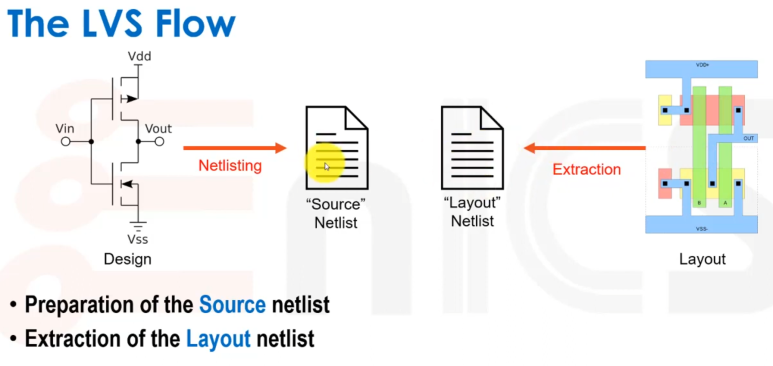 The LVS Flow
Vdd
Vin
Vout
Vss
Design
Netlisting
“Source”
Netlist
“Layout”
Netlist
Extraction
VDD+
OUT
B
A
VSS-
Layout
• Preparation of the Source netlist
• Extraction of the Layout netlist